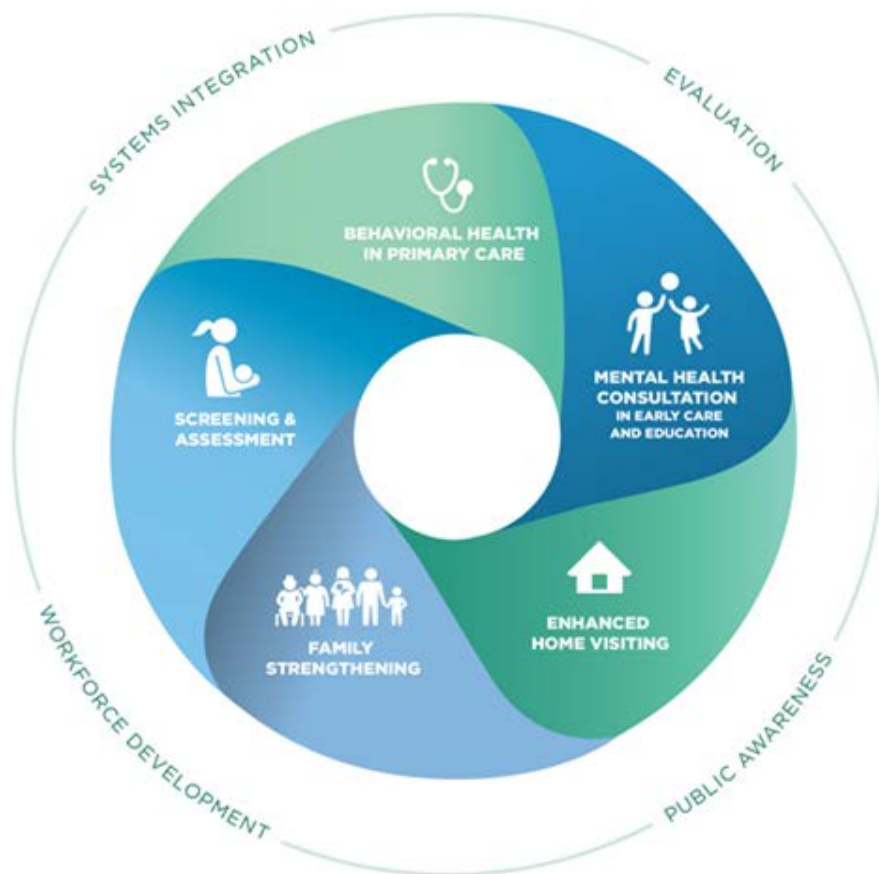 SYSTEMS INTEGRATION
EVALUATION
BEHAVIORAL HEALTH
IN PRIMARY CARE
MENTAL HEALTH
CONSULTATION
IN EARLY CARE
AND EDUCATION
SCREENING &
ASSESSMENT
ENHANCED
HOME VISITING
FAMILY
STRENGTHENING
WORKFORCE DEVELOPMENT
PUBLIC AWARENESS